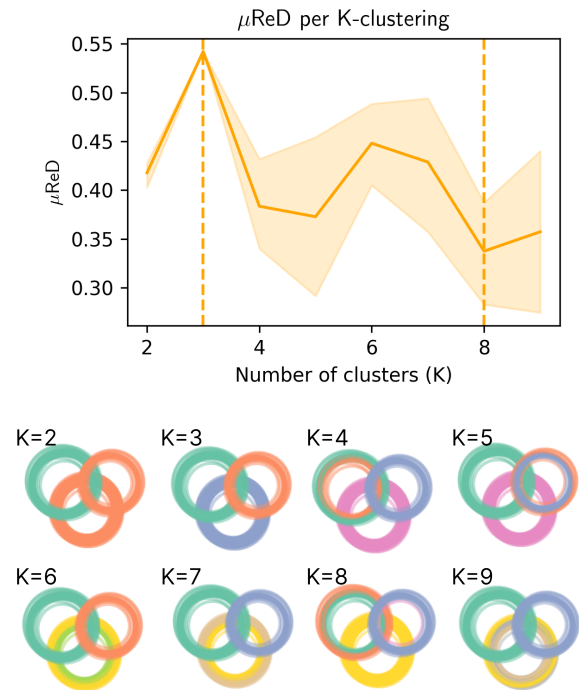 μReD per K-clustering
0.55
0.50
0.45
0.40
0.35
0.30
μReD
2 4 6 8
Number of clusters (K)
K=2 K=3 K=4 K=5
K=6 K=7 K=8 K=9